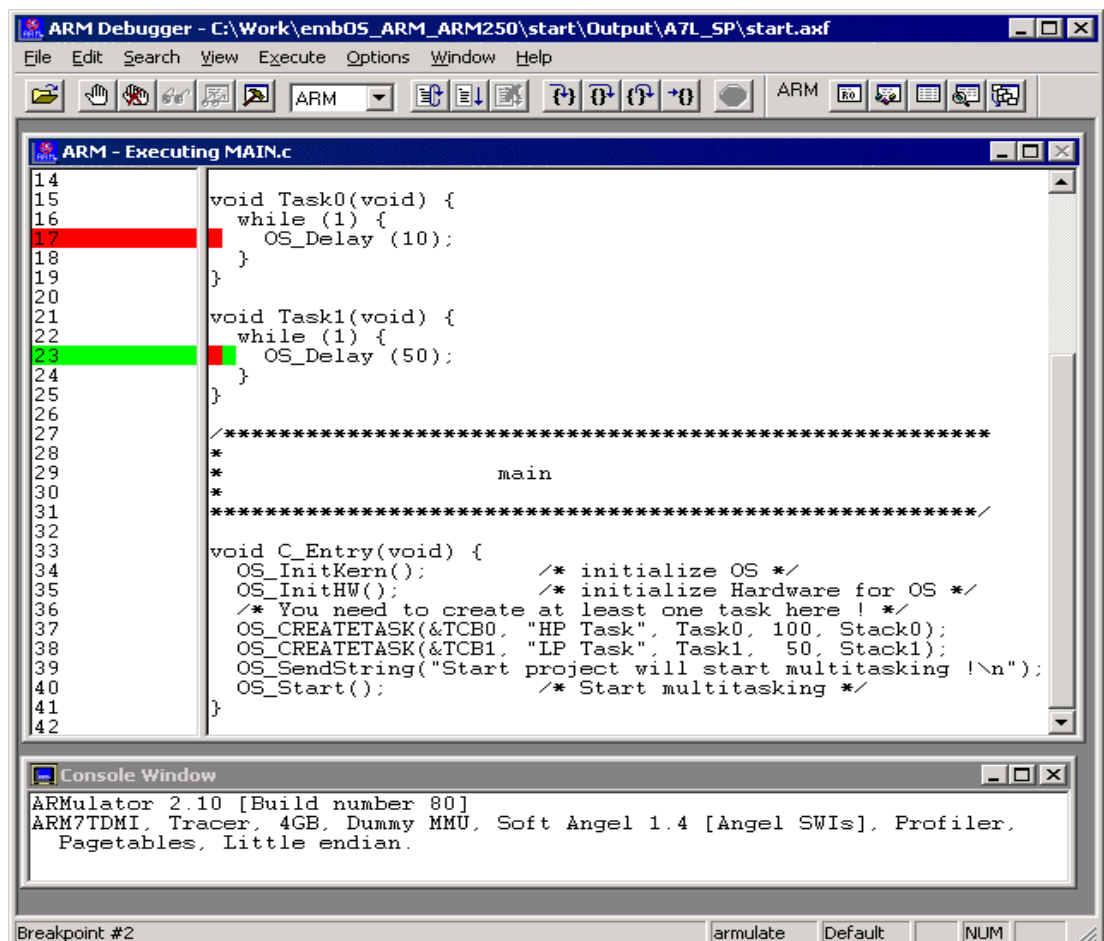 ARM Debugger - C:\Work\embOS_ARM_ARM250\start\Output\A7L_SP\start.axf
File Edit Search View Execute Options Window Help
ARM ARM
ARM - Executing MAIN.c
14
15 void Task0(void) {
16   while (1) {
17     OS_Delay (10);
18   }
19 }
20
21 void Task1(void) {
22   while (1) {
23     OS_Delay (50);
24   }
25 }
26
27 /********************************************************
28 *
29 *                    main
30 *
31 ********************************************************/
32
33 void C_Entry(void) {
34   OS_InitKern();        /* initialize OS */
35   OS_InitHW();          /* initialize Hardware for OS */
36   /* You need to create at least one task here ! */
37   OS_CREATETASK(&TCB0, "HP Task", Task0, 100, Stack0);
38   OS_CREATETASK(&TCB1, "LP Task", Task1,  50, Stack1);
39   OS_SendString("Start project will start multitasking !\n");
40   OS_Start();           /* Start multitasking */
41 }
42
Console Window
ARMulator 2.10 [Build number 80]
ARM7TDMI, Tracer, 4GB, Dummy MMU, Soft Angel 1.4 [Angel SWIs], Profiler,
  Pagetables, Little endian.
Breakpoint #2 armulate Default NUM